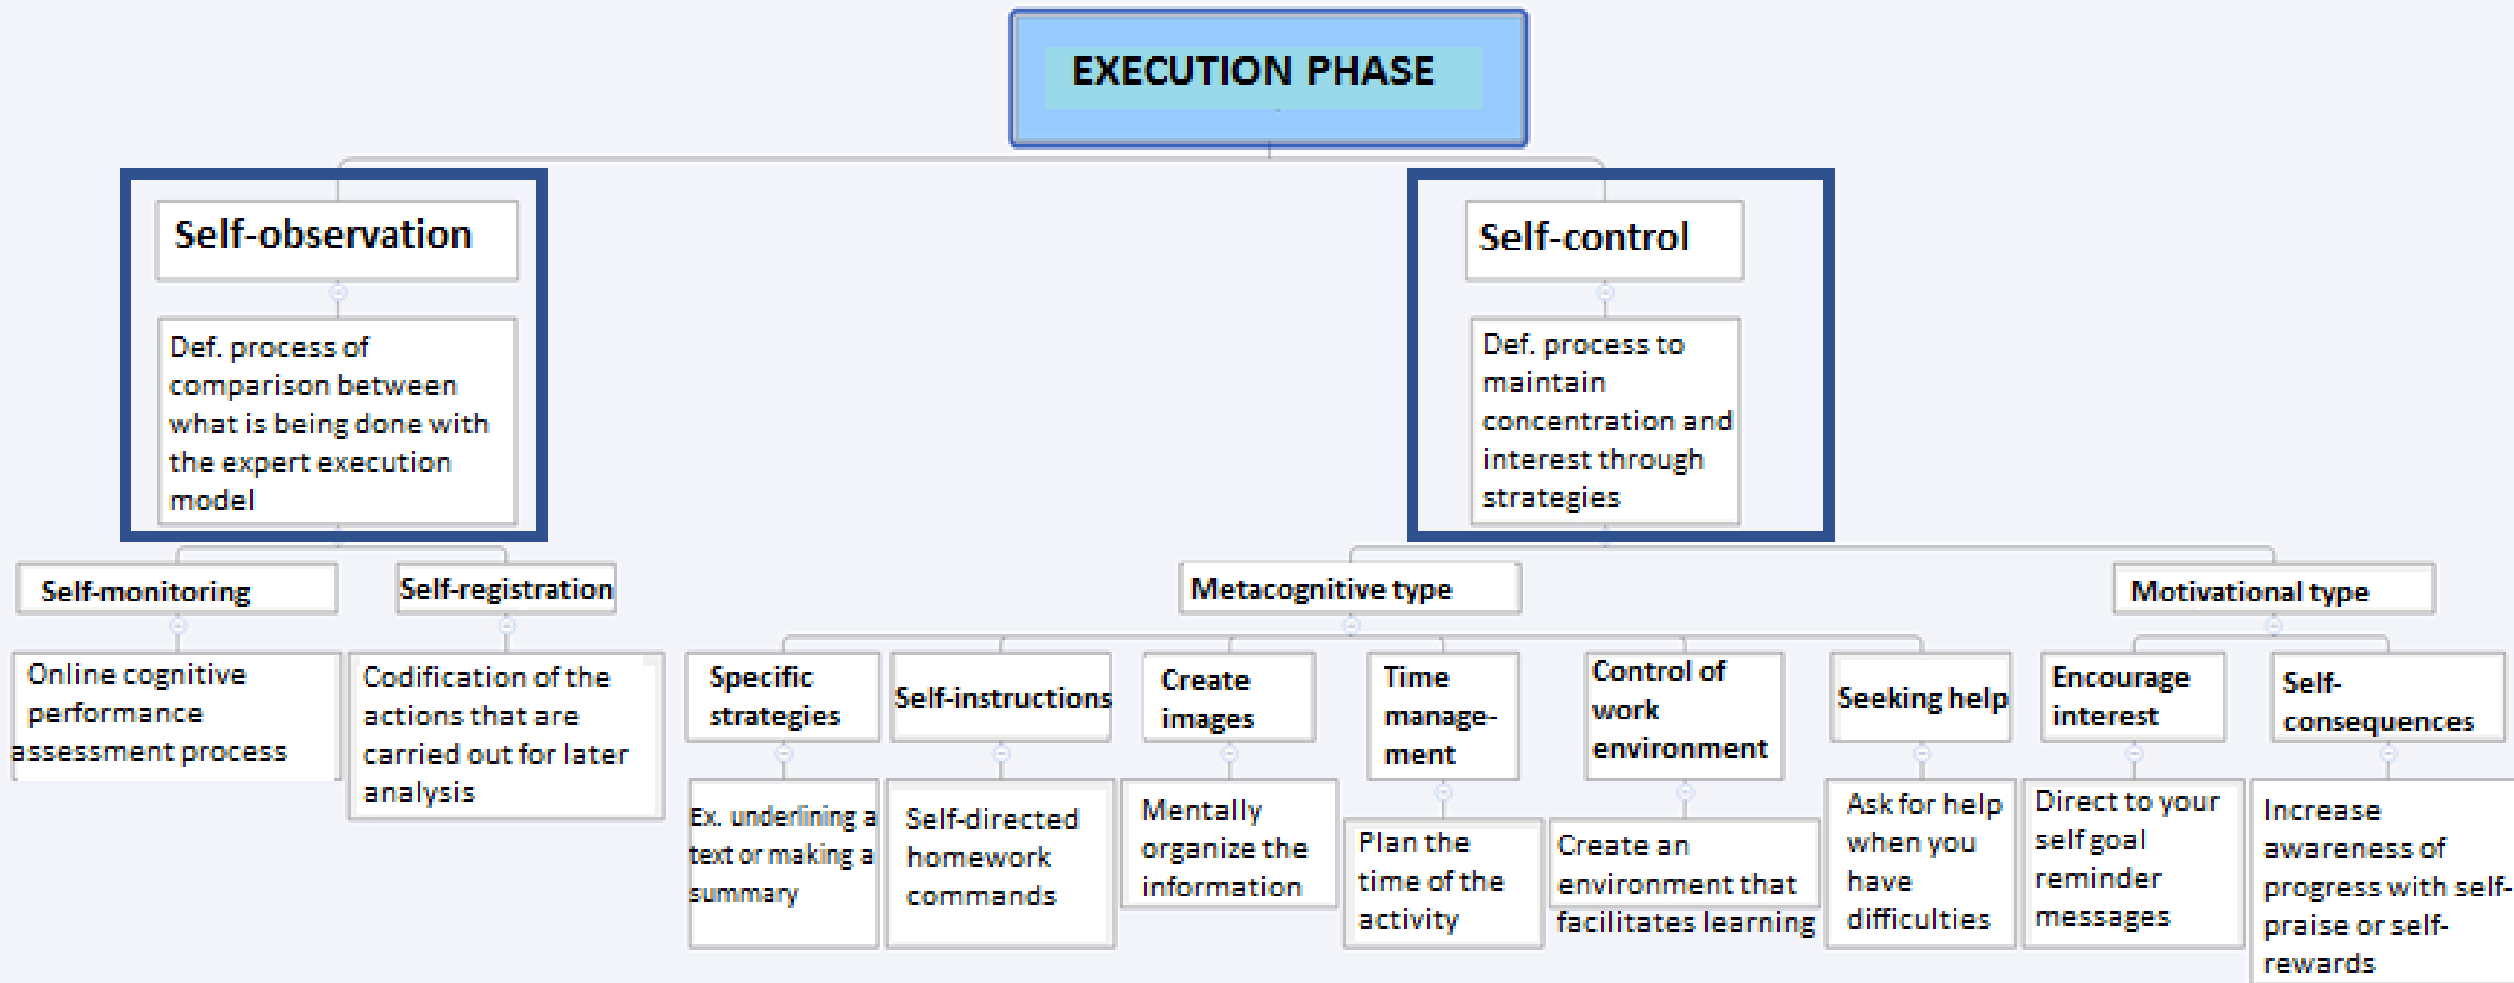 EXECUTION PHASE
Self-observation
Def. process of
comparison between
what is being done with
the expert execution
model
Self-control
Def. process to
maintain
concentration and
interest through
strategies
Self-monitoring
Online cognitive
performance
assessment process
Self-registration
Codification of the
actions that are
carried out for later
analysis
Metacognitive type
Specific
strategies
Ex. underlining a
text or making a
summary
Self-instructions
Self-directed
homework
commands
Create
images
Mentally
organize the
information
Time
manage-
ment
Plan the
time of the
activity
Control of
work
environment
Create an
environment that
facilitates learning
Seeking help
Ask for help
when you
have
difficulties
Motivational type
Encourage
interest
Direct to your
self goal
reminder
messages
Self-
consequences
Increase
awareness of
progress with self-
praise or self-
rewards